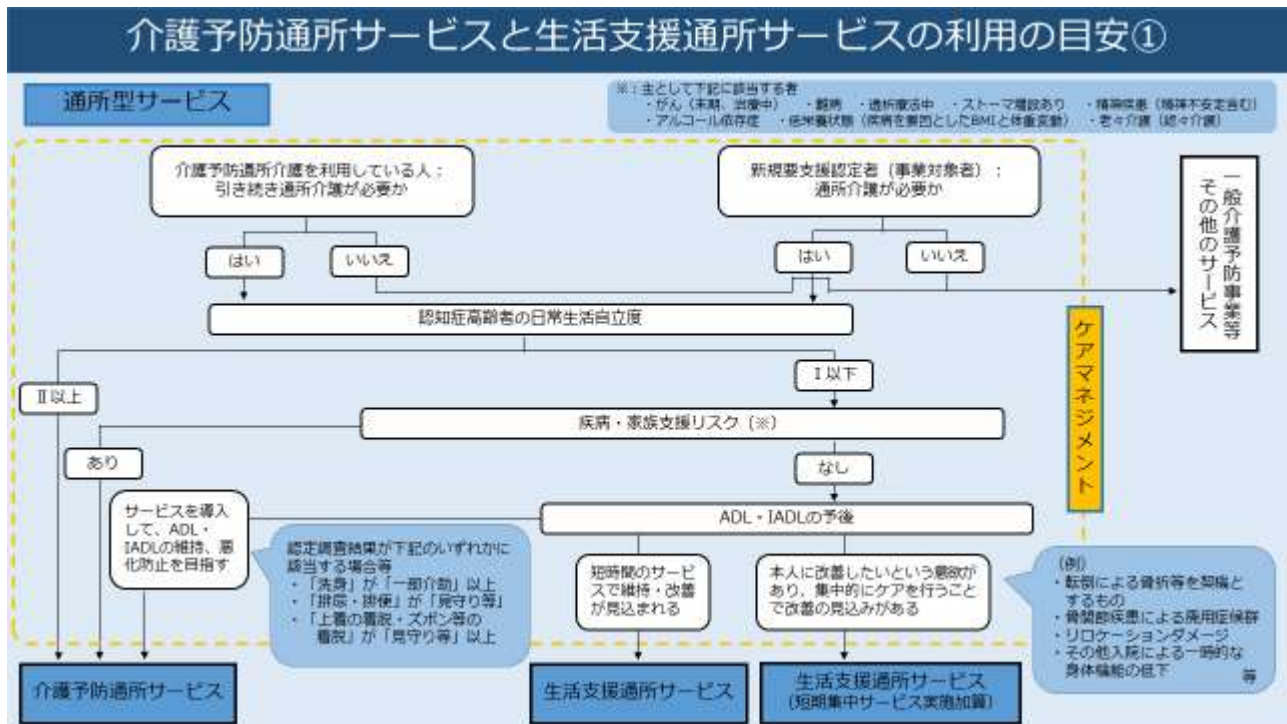 介護予防通所サービスと生活支援通所サービスの利用の目安①
通所型サービス
※：主として下記に該当する者
・がん（末期、治療中）　・難病　・透析療法中　・ストーマ増設あり　・精神疾患（精神不安定含む）
・アルコール依存症　・低栄養状態（疾病を要因としたBMIと体重変動）　・老々介護（認々介護）
介護予防通所介護を利用している人：
引き続き通所介護が必要か
新規要支援認定者（事業対象者）：
通所介護が必要か
一般介護予防事業等
その他のサービス
はい
いいえ
はい
いいえ
認知症高齢者の日常生活自立度
ケアマネジメント
Ⅱ以上
Ⅰ以下
疾病・家族支援リスク（※）
あり
なし
サービスを導入
して、ADL・
IADLの維持、悪
化防止を目指す
ADL・IADLの予後
認定調査結果が下記のいずれかに
該当する場合等
・「洗身」が「一部介助」以上
・「排尿・排便」が「見守り等」
・「上着の着脱・ズボン等の
着脱」が「見守り等」以上
短時間のサービ
スで維持・改善
が見込まれる
本人に改善したいという意欲
があり、集中的にケアを行うこと
で改善の見込みがある
（例）
・転倒による骨折等を契機と
するもの
・骨関節疾患による廃用症候群
・リロケーションダメージ
・その他入院による一時的な
身体機能の低下　等
介護予防通所サービス
生活支援通所サービス
生活支援通所サービス
（短期集中サービス実施加算）